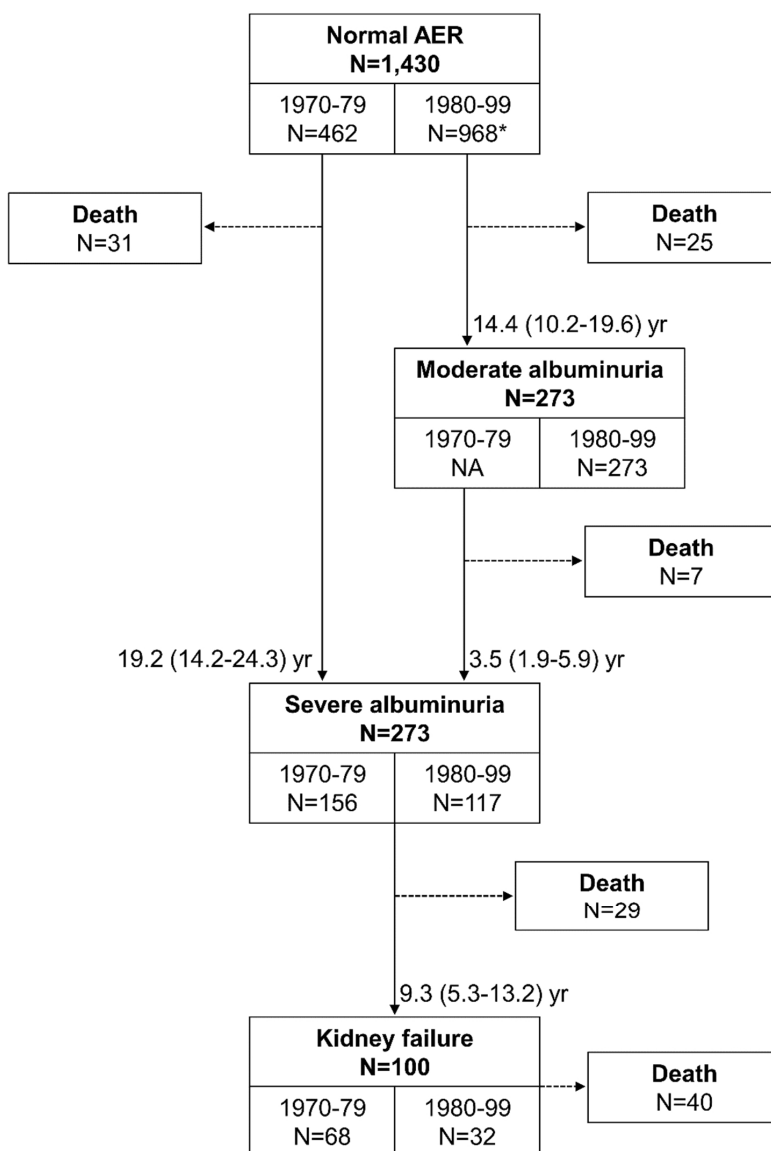 Normal AER
N=1,430
1970-79
N=462
1980-99
N=968*
Death
N=31
Death
N=25
14.4 (10.2-19.6) yr
Moderate albuminuria
N=273
1970-79
NA
1980-99
N=273
Death
N=7
19.2 (14.2-24.3) yr
3.5 (1.9-5.9) yr
Severe albuminuria
N=273
1970-79
N=156
1980-99
N=117
Death
N=29
9.3 (5.3-13.2) yr
Kidney failure
N=100
1970-79
N=68
1980-99
N=32
Death
N=40